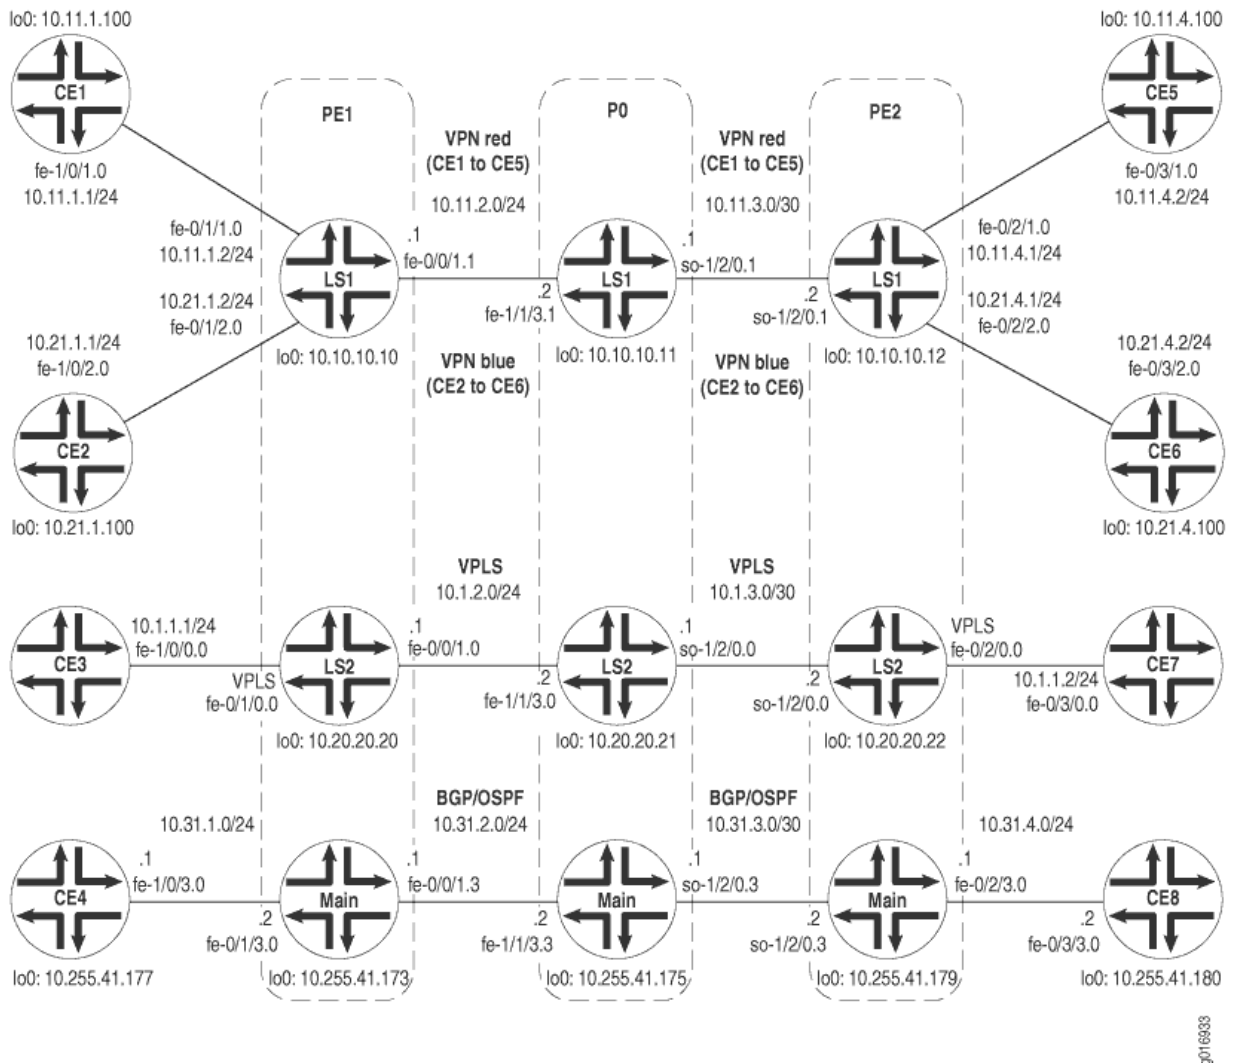 lo0: 10.11.1.100
CE1
fe-1/0/1.0
10.11.1.1/24
lo0: 10.11.4.100
CE5
fe-0/3/1.0
10.11.4.2/24
PE1
P0
PE2
VPN red
(CE1 to CE5)
10.11.2.0/24
VPN red
(CE1 to CE5)
10.11.3.0/30
fe-0/1/1.0
10.11.1.2/24
10.21.1.2/24
fe-0/1/2.0
LS1
lo0: 10.10.10.10
.1
fe-0/0/1.1
.2
fe-1/1/3.1
LS1
lo0: 10.10.10.11
.1
so-1/2/0.1
.2
so-1/2/0.1
LS1
lo0: 10.10.10.12
fe-0/2/1.0
10.11.4.1/24
10.21.4.1/24
fe-0/2/2.0
10.21.1.1/24
fe-1/0/2.0
CE2
lo0: 10.21.1.100
VPN blue
(CE2 to CE6)
VPN blue
(CE2 to CE6)
10.21.4.2/24
fe-0/3/2.0
CE6
lo0: 10.21.4.100
VPLS
10.1.2.0/24
VPLS
10.1.3.0/30
CE3
10.1.1.1/24
fe-1/0/0.0
VPLS
fe-0/1/0.0
LS2
lo0: 10.20.20.20
.1
fe-0/0/1.0
.2
fe-1/1/3.0
LS2
lo0: 10.20.20.21
.1
so-1/2/0.0
.2
so-1/2/0.0
LS2
lo0: 10.20.20.22
VPLS
fe-0/2/0.0
10.1.1.2/24
fe-0/3/0.0
CE7
BGP/OSPF
10.31.2.0/24
BGP/OSPF
10.31.3.0/30
10.31.1.0/24
10.31.4.0/24
CE4
lo0: 10.255.41.177
.1
fe-1/0/3.0
.2
fe-0/1/3.0
Main
lo0: 10.255.41.173
.1
fe-0/0/1.3
.2
fe-1/1/3.3
Main
lo0: 10.255.41.175
.1
so-1/2/0.3
.2
so-1/2/0.3
Main
lo0: 10.255.41.179
.1
fe-0/2/3.0
.2
fe-0/3/3.0
CE8
lo0: 10.255.41.180
g016933